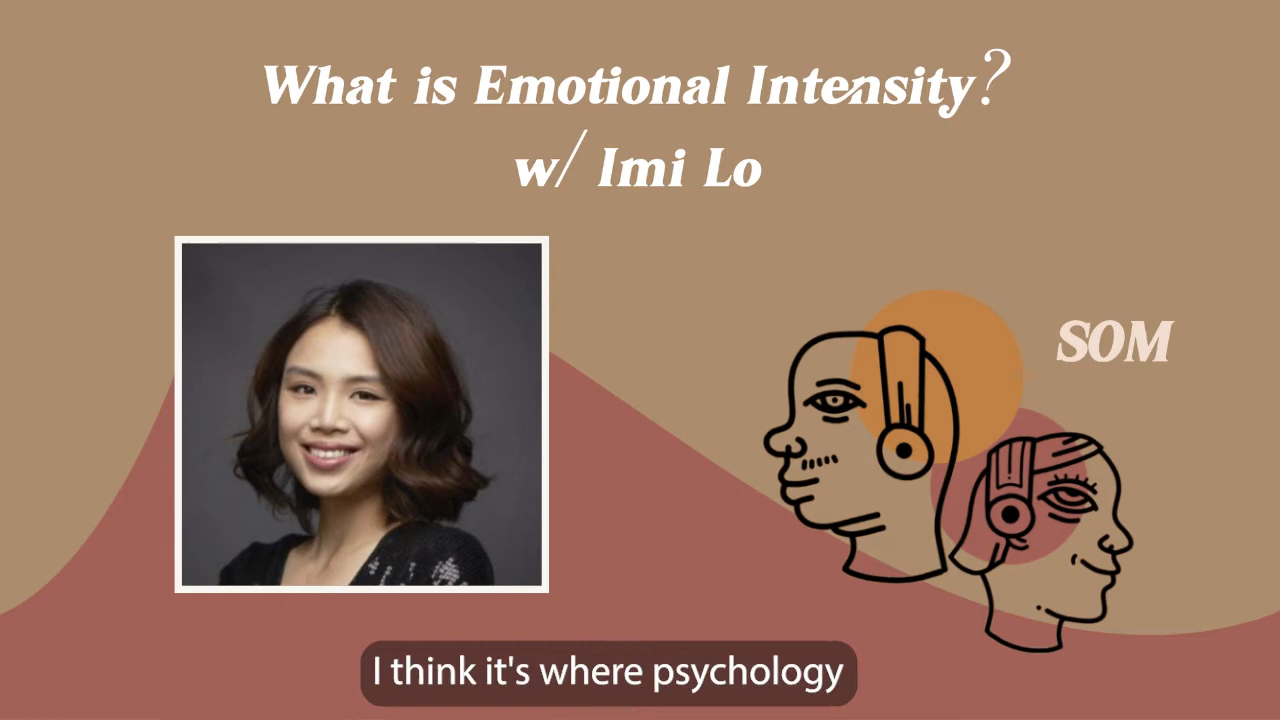 What is Emotional Intensity?
w/ Imi Lo
SOM
I think it's where psychology